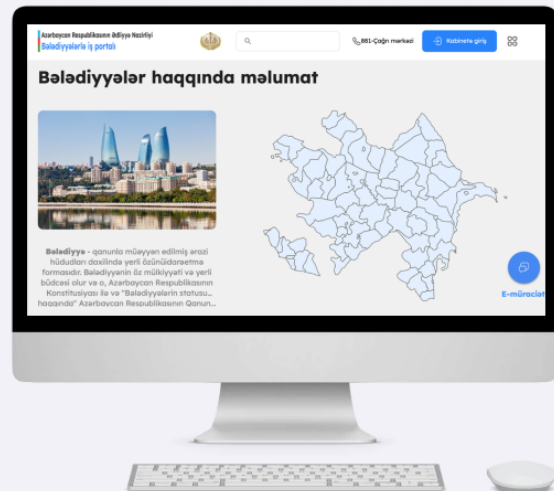 Azərbaycan Respublikasının Ədliyyə Nazirliyi
Bələdiyyələrlə iş portalı
881-Çağrı mərkəzi
Kabinetə giriş
Bələdiyyələr haqqında məlumat
Bələdiyyə - qanunla müəyyən edilmiş ərazi
hüdudları daxilində yerli özünüidarəetmə
formasıdır. Bələdiyyənin öz mülkiyyəti və yerli
büdcəsi olur və o, Azərbaycan Respublikasının
Konstitusiyası ilə və "Bələdiyyələrin statusu...
haqqında" Azərbaycan Respublikasının Qanun...
E-müraciət